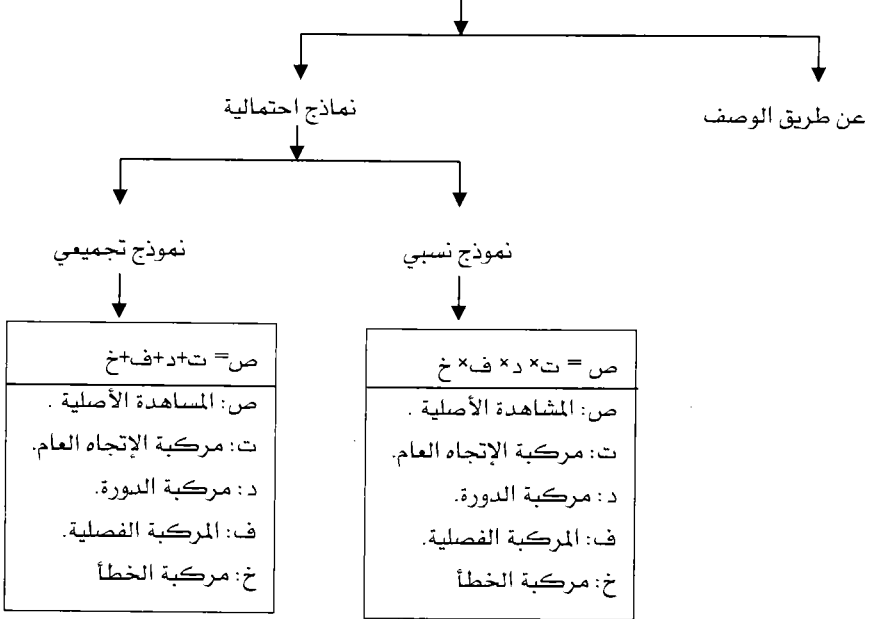 عن طريق الوصف
نماذج احتمالية
نموذج نسبي
نموذج تجميعي
ص = ت× د× ف× خ
ص: المشاهدة الأصلية .
ت: مركبة الإتجاه العام.
د: مركبة الدورة.
ف: المركبة الفصلية.
خ: مركبة الخطأ
ص= ت+د+ف+خ
ص: المساهدة الأصلية .
ت: مركبة الإتجاه العام.
د: مركبة الدورة.
ف: المركبة الفصلية.
خ: مركبة الخطأ